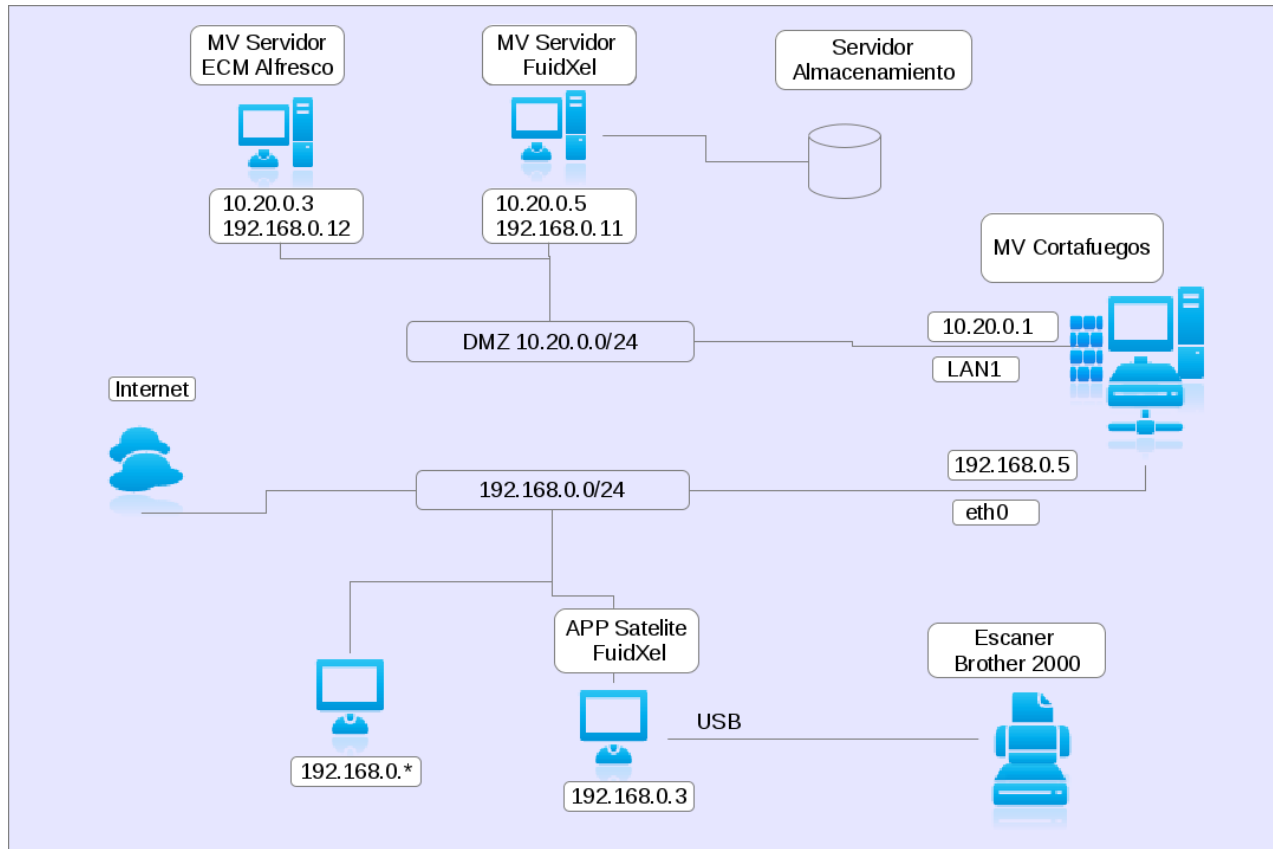 MV Servidor
ECM Alfresco
MV Servidor
FuidXel
Servidor
Almacenamiento
10.20.0.3
192.168.0.12
10.20.0.5
192.168.0.11
MV Cortafuegos
10.20.0.1
DMZ 10.20.0.0/24
LAN1
Internet
192.168.0.5
192.168.0.0/24
eth0
APP Satelite
FuidXel
Escaner
Brother 2000
USB
192.168.0.*
192.168.0.3